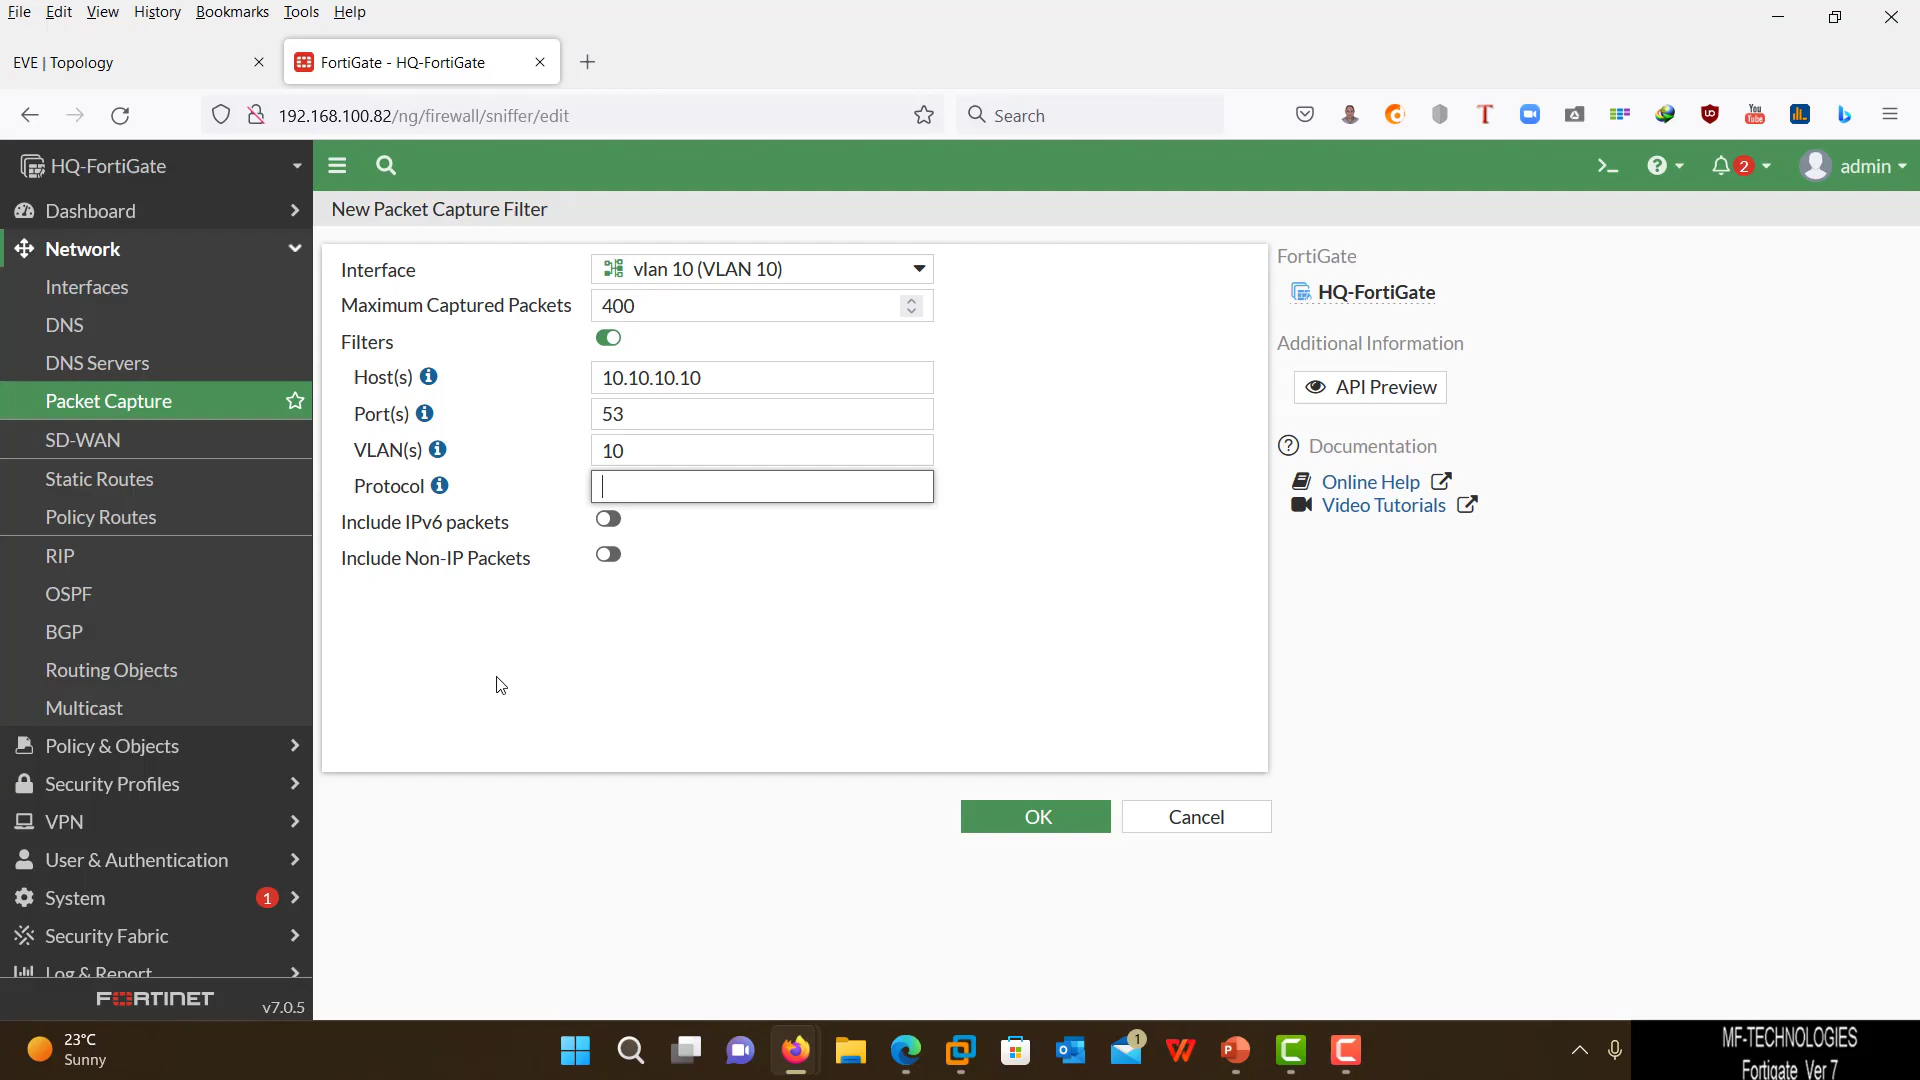 File Edit View History Bookmarks Tools Help
EVE | Topology
FortiGate - HQ-FortiGate
192.168.100.82/ng/firewall/sniffer/edit
Search
HQ-FortiGate
2
admin
Dashboard
New Packet Capture Filter
Network
Interfaces
DNS
DNS Servers
Packet Capture
SD-WAN
Static Routes
Policy Routes
RIP
OSPF
BGP
Routing Objects
Multicast
Policy & Objects
Security Profiles
VPN
User & Authentication
System 1
Security Fabric
Log & Report
FORTINET v7.0.5
Interface vlan 10 (VLAN 10)
Maximum Captured Packets 400
Filters
Host(s) 10.10.10.10
Port(s) 53
VLAN(s) 10
Protocol
Include IPv6 packets
Include Non-IP Packets
OK Cancel
FortiGate
HQ-FortiGate
Additional Information
API Preview
Documentation
Online Help
Video Tutorials
23°C
Sunny
1
MF-TECHNOLOGIES
Fortigate Ver 7